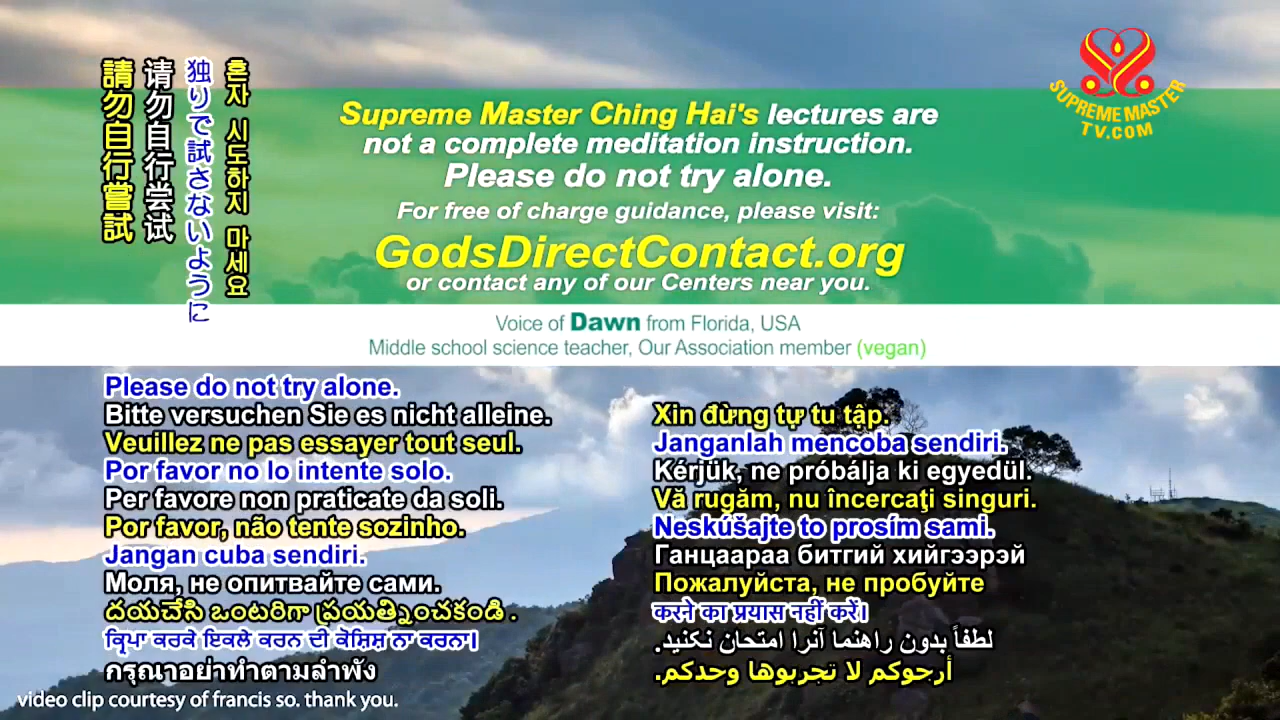 請勿自行嘗試
请勿自行尝试
独りで試さないように
혼자 시도하지 마세요
Supreme Master Ching Hai's lectures are
not a complete meditation instruction.
Please do not try alone.
For free of charge guidance, please visit:
GodsDirectContact.org
or contact any of our Centers near you.
SUPREME MASTER
TV.COM
Voice of Dawn from Florida, USA
Middle school science teacher, Our Association member (vegan)
Please do not try alone.
Bitte versuchen Sie es nicht alleine.
Veuillez ne pas essayer tout seul.
Por favor no lo intente solo.
Per favore non praticate da soli.
Por favor, não tente sozinho.
Jangan cuba sendiri.
Моля, не опитвайте сами.
దయచేసి ఒంటరిగా ప్రయత్నించకండి.
ਕ੍ਰਿਪਾ ਕਰਕੇ ਇਕਲੇ ਕਰਨ ਦੀ ਕੋਸ਼ਿਸ਼ ਨਾ ਕਰਨਾ।
กรุณาอย่าทำตามลำพัง
Xin đừng tự tu tập.
Janganlah mencoba sendiri.
Kérjük, ne próbálja ki egyedül.
Vă rugăm, nu încercaţi singuri.
Neskúšajte to prosím sami.
Ганцаараа битгий хийгээрэй
Пожалуйста, не пробуйте
करने का प्रयास नहीं करें।
لطفاً بدون راهنما آنرا امتحان نکنید.
أرجوكم لا تجربوها وحدكم.
video clip courtesy of francis so. thank you.